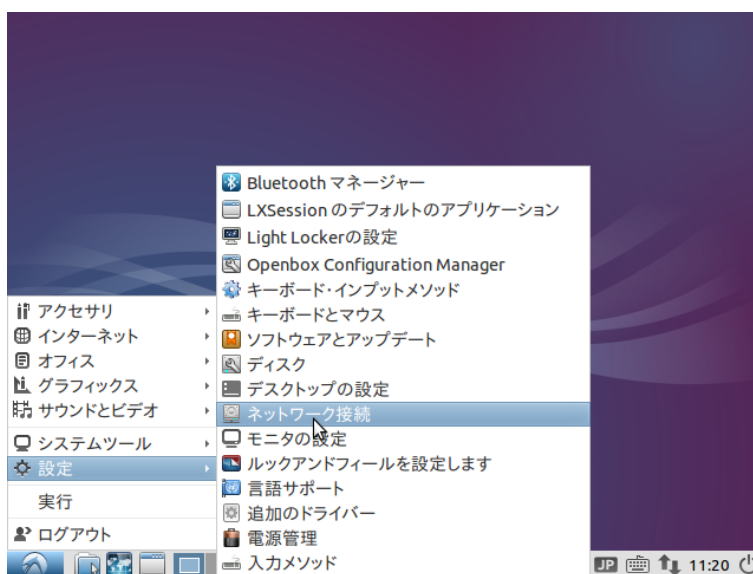 Bluetooth マネージャー
LXSession のデフォルトのアプリケーション
Light Lockerの設定
Openbox Configuration Manager
キーボード・インプットメソッド
キーボードとマウス
ソフトウェアとアップデート
ディスク
デスクトップの設定
ネットワーク接続
モニタの設定
ルックアンドフィールを設定します
言語サポート
追加のドライバー
電源管理
入力メソッド
アクセサリ
インターネット
オフィス
グラフィックス
サウンドとビデオ
システムツール
設定
実行
ログアウト
JP 11:20